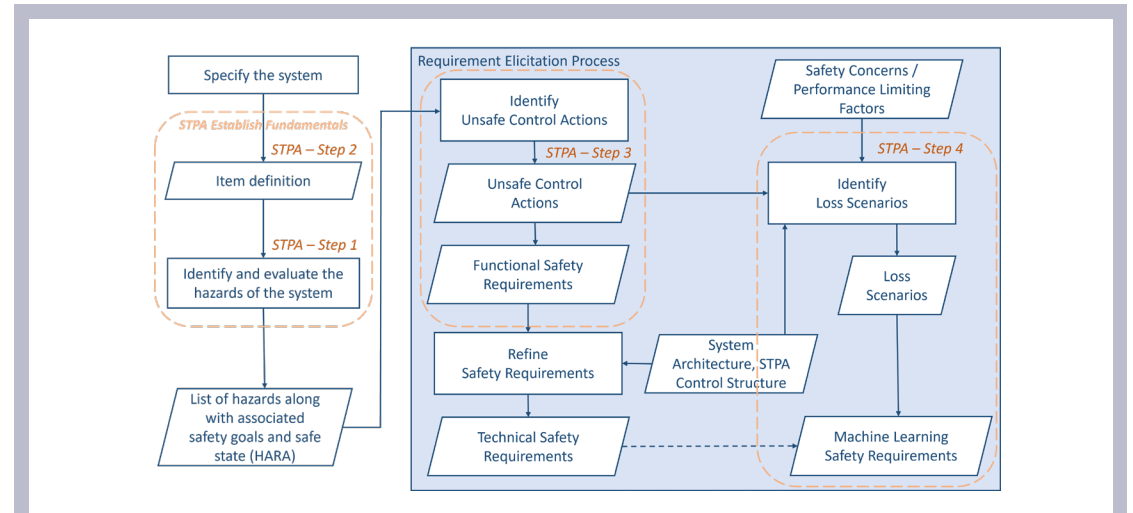 Specify the system
STPA Establish Fundamentals
STPA – Step 2
Item definition
STPA – Step 1
Identify and evaluate the
hazards of the system
List of hazards along
with associated
safety goals and safe
state (HARA)
Requirement Elicitation Process
Identify
Unsafe Control Actions
STPA – Step 3
Unsafe Control
Actions
Functional Safety
Requirements
Refine
Safety Requirements
Technical Safety
Requirements
System
Architecture, STPA
Control Structure
Safety Concerns /
Performance Limiting
Factors
STPA – Step 4
Identify
Loss Scenarios
Loss
Scenarios
Machine Learning
Safety Requirements